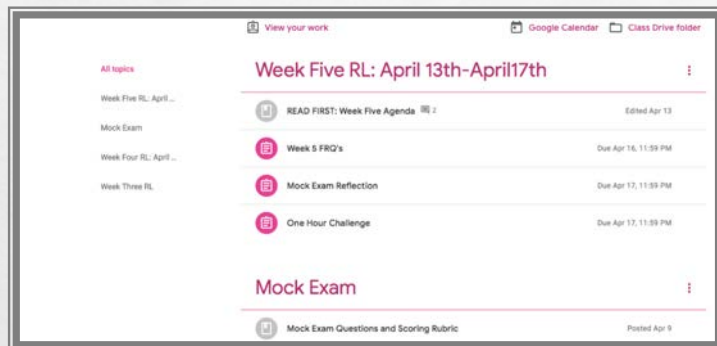 View your work
Google Calendar
Class Drive folder
All topics
Week Five RL: April ...
Mock Exam
Week Four RL: April ...
Week Three RL
Week Five RL: April 13th-April17th
READ FIRST: Week Five Agenda 2
Edited Apr 13
Week 5 FRQ's
Due Apr 16, 11:59 PM
Mock Exam Reflection
Due Apr 17, 11:59 PM
One Hour Challenge
Due Apr 17, 11:59 PM
Mock Exam
Mock Exam Questions and Scoring Rubric
Posted Apr 9